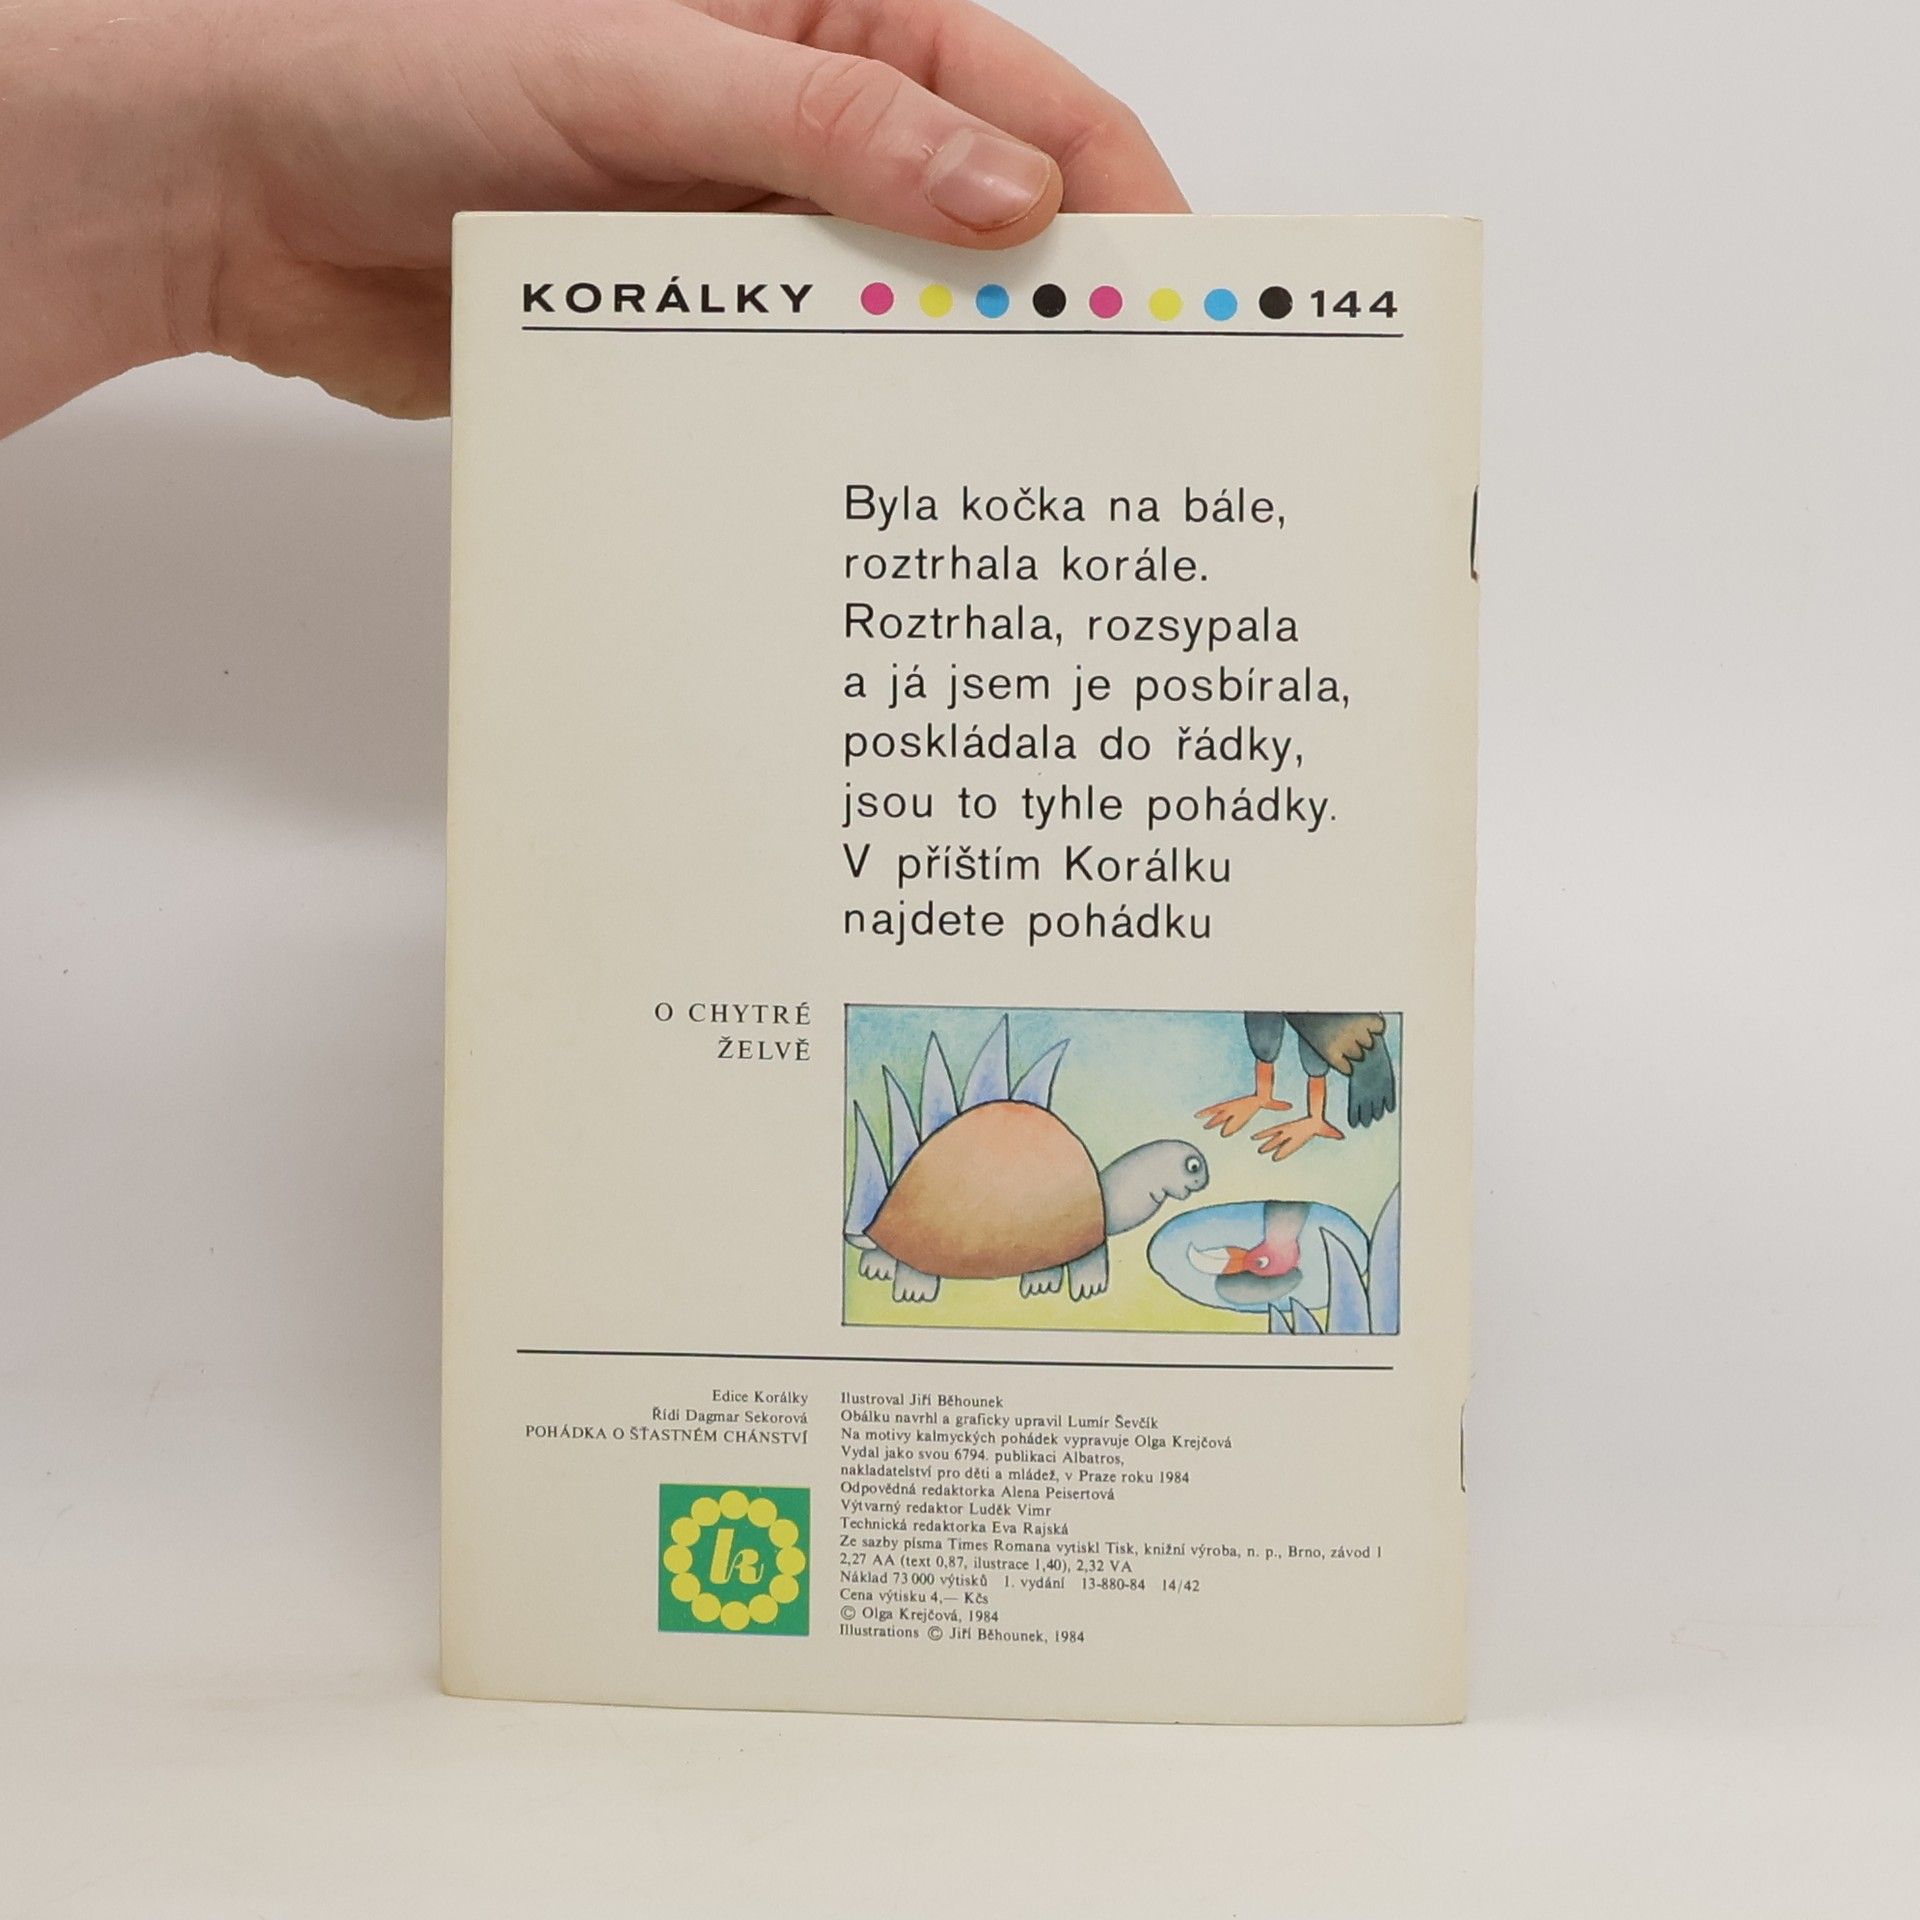 KORÁLKY 144
Byla kočka na bále,
roztrhala korále.
Roztrhala, rozsypala
a já jsem je posbírala,
poskládala do řádky,
jsou to tyhle pohádky.
V příštím Korálku
najdete pohádku
O CHYTRÉ
ŽELVĚ
Edice Korálky
Řídí Dagmar Sekorová
POHÁDKA O ŠŤASTNÉM CHÁNSTVÍ
k
Ilustroval Jiří Běhounek
Obálku navrhl a graficky upravil Lumír Ševčík
Na motivy kalmyckých pohádek vypravuje Olga Krejčová
Vydal jako svou 6794. publikaci Albatros,
nakladatelství pro děti a mládež, v Praze roku 1984
Odpovědná redaktorka Alena Peisertová
Výtvarný redaktor Luděk Vimr
Technická redaktorka Eva Rajská
Ze sazby písma Times Romana vytiskl Tisk, knižní výroba, n. p., Brno, závod 1
2,27 AA (text 0,87, ilustrace 1,40), 2,32 VA
Náklad 73 000 výtisků 1. vydání 13-880-84 14/42
Cena výtisku 4,— Kčs
© Olga Krejčová, 1984
Illustrations © Jiří Běhounek, 1984